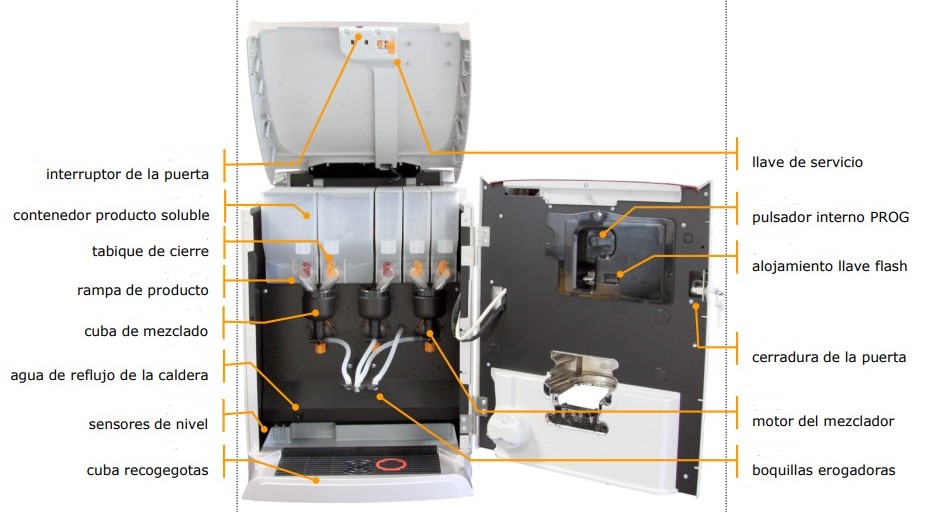 interruptor de la puerta
contenedor producto soluble
tabique de cierre
rampa de producto
cuba de mezclado
agua de reflujo de la caldera
sensores de nivel
cuba recogegotas
llave de servicio
pulsador interno PROG
alojamiento llave flash
cerradura de la puerta
motor del mezclador
boquillas erogadoras